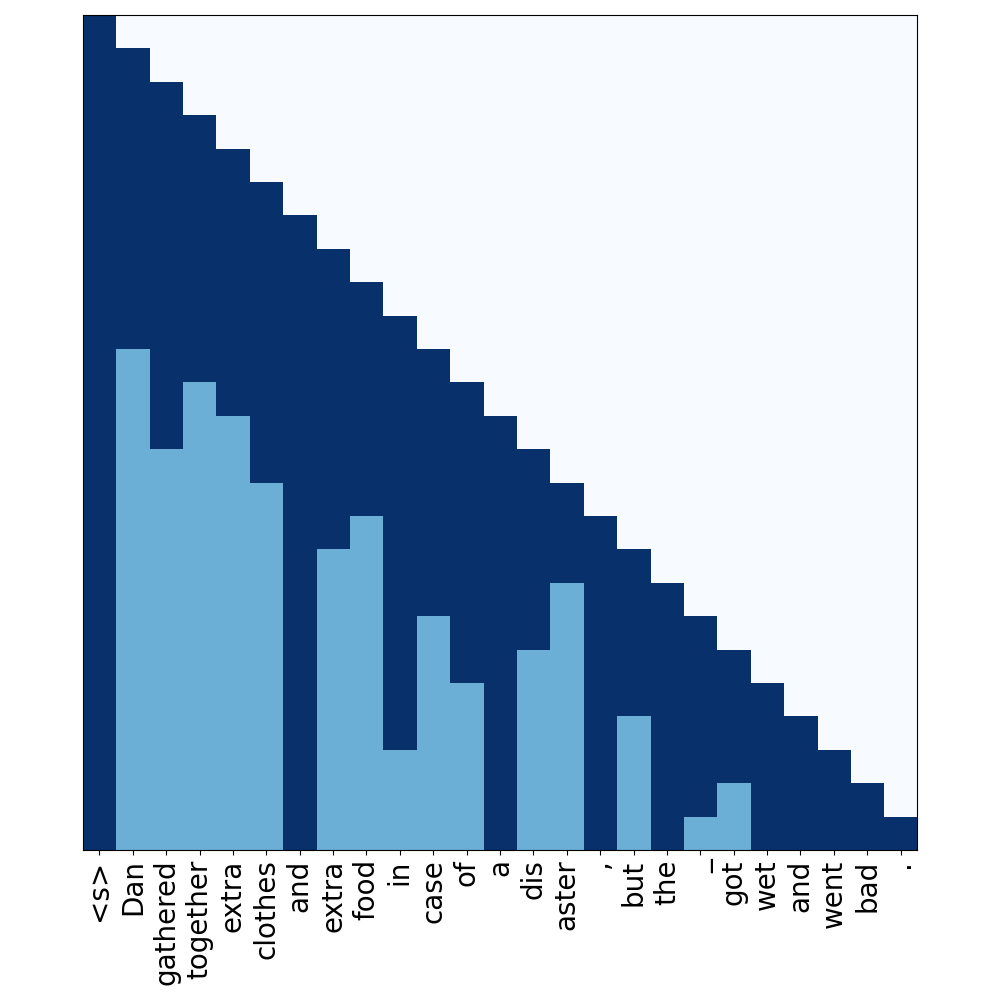 <s> Dan gathered together extra clothes and extra food in case of a dis aster , but the _ got wet and went bad .